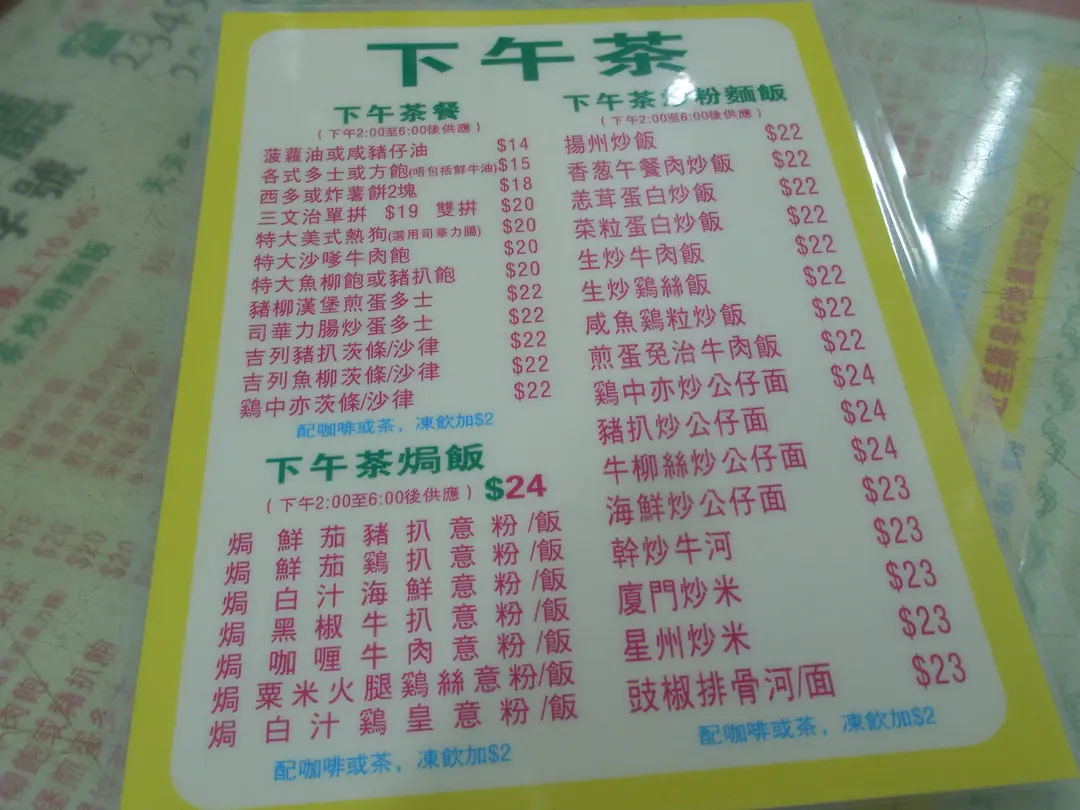 下午茶
下午茶餐
(下午2:00至6:00後供應)
菠蘿油或咸豬仔油 $14
各式多士或方飽(唔包括鮮牛油) $15
西多或炸薯餅2塊 $18
三文治單拚 $19 雙拚 $20
特大美式熱狗(選用司華力腸) $20
特大沙嗲牛肉飽 $20
特大魚柳飽或豬扒飽 $20
豬柳漢堡煎蛋多士 $22
司華力腸炒蛋多士 $22
吉列豬扒茨條/沙律 $22
吉列魚柳茨條/沙律 $22
鷄中亦茨條/沙律 $22
配咖啡或茶，凍飲加$2
下午茶焗飯
(下午2:00至6:00後供應) $24
焗鮮茄豬扒意粉/飯
焗鮮茄鷄扒意粉/飯
焗白汁海鮮意粉/飯
焗黑椒牛扒意粉/飯
焗咖喱牛肉意粉/飯
焗粟米火腿鷄絲意粉/飯
焗白汁鷄皇意粉/飯
配咖啡或茶，凍飲加$2
下午茶炒粉麵飯
(下午2:00至6:00後供應)
揚州炒飯 $22
香葱午餐肉炒飯 $22
恙茸蛋白炒飯 $22
菜粒蛋白炒飯 $22
生炒牛肉飯 $22
生炒鷄絲飯 $22
咸魚鷄粒炒飯 $22
煎蛋免治牛肉飯 $22
鷄中亦炒公仔面 $24
豬扒炒公仔面 $24
牛柳絲炒公仔面 $24
海鮮炒公仔面 $23
幹炒牛河 $23
廈門炒米 $23
星州炒米 $23
豉椒排骨河/面 $23
配咖啡或茶，凍飲加$2